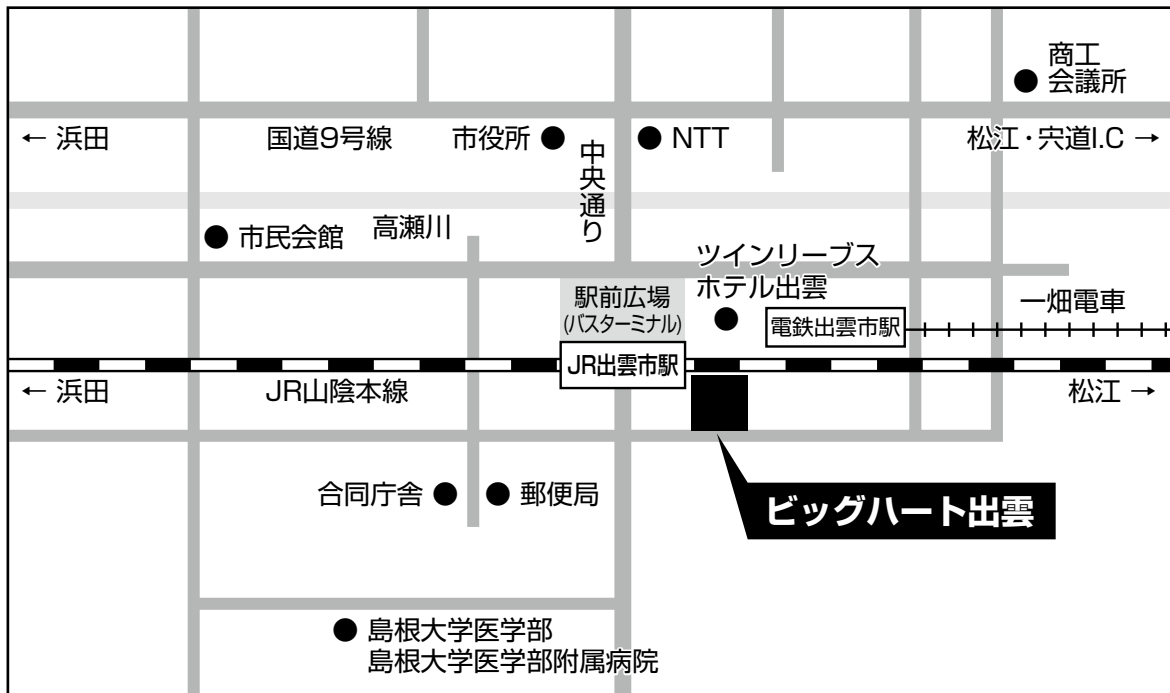 商工
会議所
← 浜田
国道9号線
市役所
中央通り
NTT
松江・宍道I.C →
市民会館
高瀬川
ツインリーブス
ホテル出雲
駅前広場
(バスターミナル)
電鉄出雲市駅
一畑電車
JR出雲市駅
← 浜田
JR山陰本線
松江 →
合同庁舎
郵便局
ビッグハート出雲
島根大学医学部
島根大学医学部附属病院